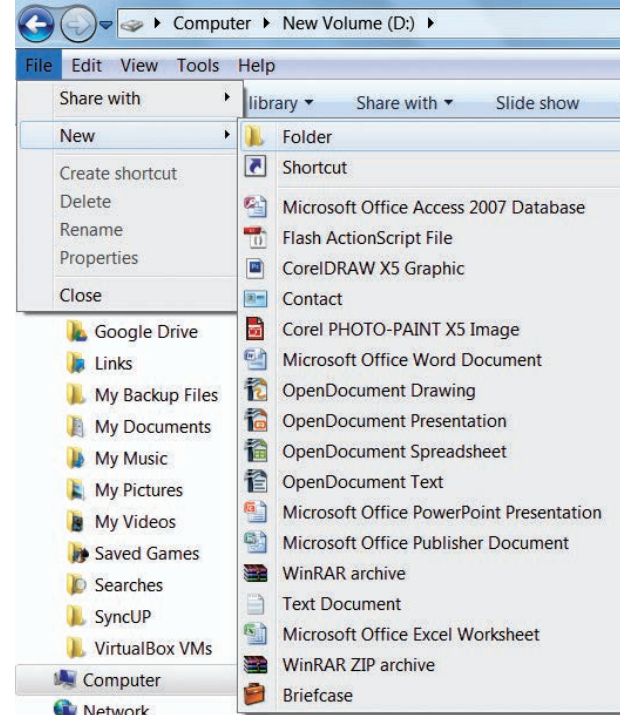 Computer New Volume (D:)
File Edit View Tools Help
library Share with Slide show
Share with
New
Create shortcut
Delete
Rename
Properties
Close
Folder
Shortcut
Microsoft Office Access 2007 Database
Flash ActionScript File
CorelDRAW X5 Graphic
Contact
Corel PHOTO-PAINT X5 Image
Microsoft Office Word Document
OpenDocument Drawing
OpenDocument Presentation
OpenDocument Spreadsheet
OpenDocument Text
Microsoft Office PowerPoint Presentation
Microsoft Office Publisher Document
WinRAR archive
Text Document
Microsoft Office Excel Worksheet
WinRAR ZIP archive
Briefcase
Google Drive
Links
My Backup Files
My Documents
My Music
My Pictures
My Videos
Saved Games
Searches
SyncUP
VirtualBox VMs
Computer
Network